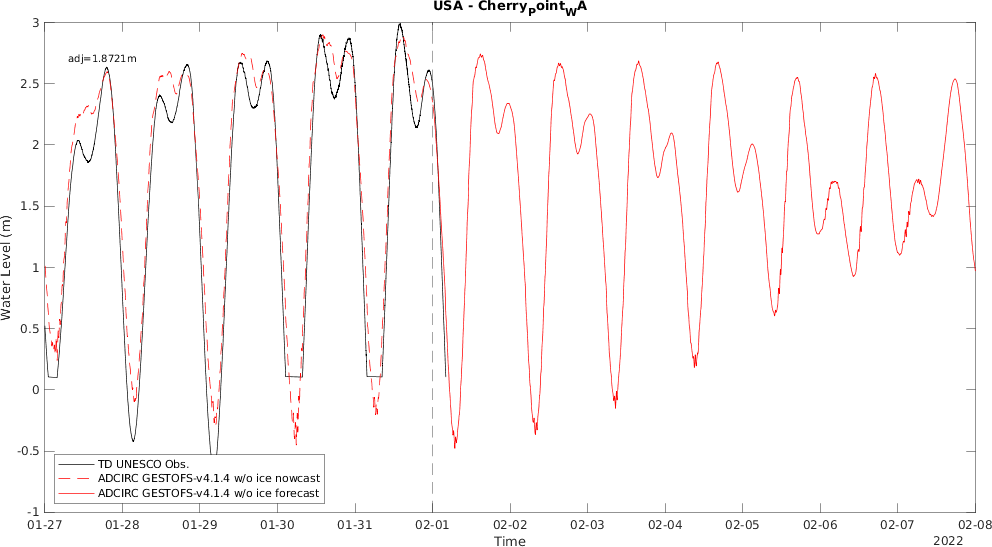 USA - CherryPointWA
3
2.5
2
1.5
1
0.5
0
-0.5
-1
Water Level (m)
adj=1.8721m
TD UNESCO Obs.
ADCIRC GESTOFS-v4.1.4 w/o ice nowcast
ADCIRC GESTOFS-v4.1.4 w/o ice forecast
01-27 01-28 01-29 01-30 01-31 02-01 02-02 02-03 02-04 02-05 02-06 02-07 02-08
Time
2022